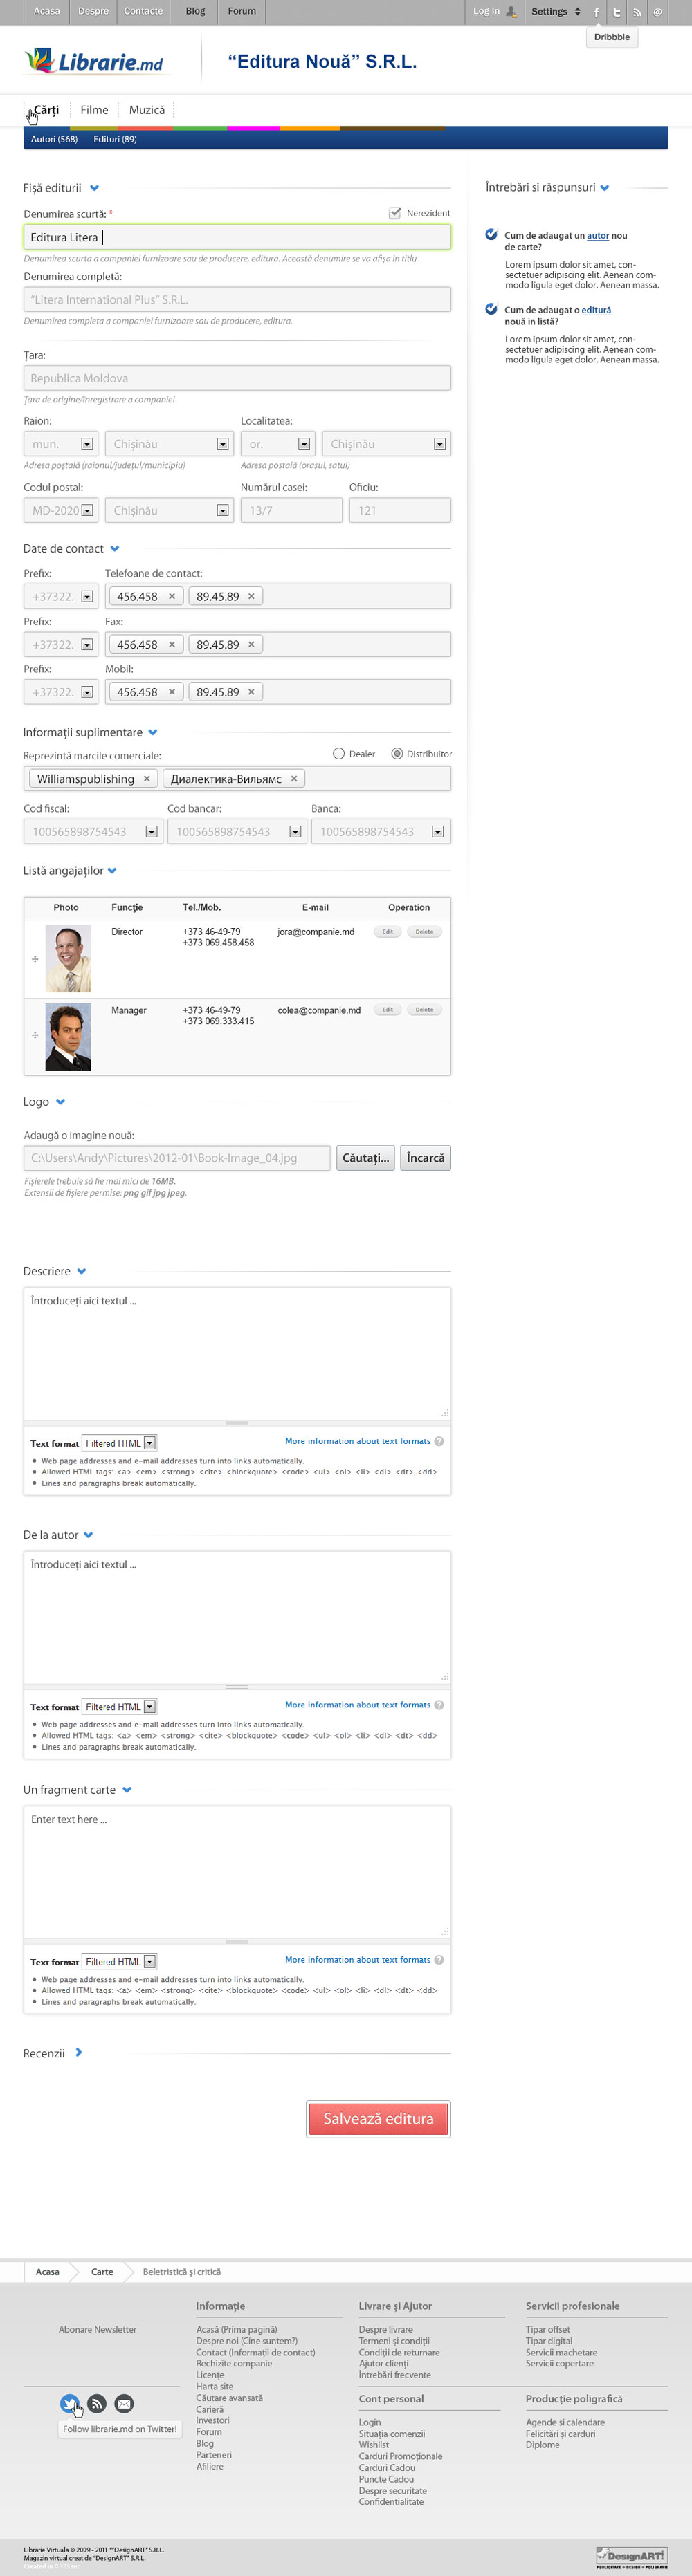 Acasa Despre Contacte Blog Forum Log In Settings f t @
Dribbble
Librarie.md
“Editura Nouă” S.R.L.
Cărți Filme Muzică
Autori (568) Edituri (89)
Fișă editurii
Denumirea scurtă: * Nerezident
Editura Litera
Denumirea scurta a companiei furnizoare sau de producere, editura. Această denumire se va afișa in titlu
Denumirea completă:
“Litera International Plus” S.R.L.
Denumirea completa a companiei furnizoare sau de producere, editura.
Țara:
Republica Moldova
Țara de origine/inregistrare a companiei
Raion: Localitatea:
mun. Chișinău or. Chișinău
Adresa poștală (raionul/județul/municipiu) Adresa poștală (orașul, satul)
Codul postal: Numărul casei: Oficiu:
MD-2020 Chișinău 13/7 121
Date de contact
Prefix: Telefoane de contact:
+37322. 456.458 × 89.45.89 ×
Prefix: Fax:
+37322. 456.458 × 89.45.89 ×
Prefix: Mobil:
+37322. 456.458 × 89.45.89 ×
Informații suplimentare
Reprezintă marcile comerciale: Dealer Distribuitor
Williamspublishing × Диалектика-Вильямс ×
Cod fiscal: Cod bancar: Banca:
100565898754543 100565898754543 100565898754543
Listă angajaților
Photo Funcție Tel./Mob. E-mail Operation
Director +373 46-49-79 jora@companie.md Edit Delete
+373 069.458.458
Manager +373 46-49-79 colea@companie.md Edit Delete
+373 069.333.415
Logo
Adaugă o imagine nouă:
C:\Users\Andy\Pictures\2012-01\Book-Image_04.jpg Căutați... Încarcă
Fișierele trebuie să fie mai mici de 16MB.
Extensii de fișiere permise: png gif jpg jpeg.
Descriere
Întroduceți aici textul ...
Text format Filtered HTML More information about text formats ?
• Web page addresses and e-mail addresses turn into links automatically.
• Allowed HTML tags: <a> <em> <strong> <cite> <blockquote> <code> <ul> <ol> <li> <dl> <dt> <dd>
• Lines and paragraphs break automatically.
De la autor
Întroduceți aici textul ...
Text format Filtered HTML More information about text formats ?
• Web page addresses and e-mail addresses turn into links automatically.
• Allowed HTML tags: <a> <em> <strong> <cite> <blockquote> <code> <ul> <ol> <li> <dl> <dt> <dd>
• Lines and paragraphs break automatically.
Un fragment carte
Enter text here ...
Text format Filtered HTML More information about text formats ?
• Web page addresses and e-mail addresses turn into links automatically.
• Allowed HTML tags: <a> <em> <strong> <cite> <blockquote> <code> <ul> <ol> <li> <dl> <dt> <dd>
• Lines and paragraphs break automatically.
Recenzii
Salvează editura
Întrebări si răspunsuri
Cum de adaugat un autor nou
de carte?
Lorem ipsum dolor sit amet, con-
sectetuer adipiscing elit. Aenean com-
modo ligula eget dolor. Aenean massa.
Cum de adaugat o editură
nouă in listă?
Lorem ipsum dolor sit amet, con-
sectetuer adipiscing elit. Aenean com-
modo ligula eget dolor. Aenean massa.
Acasa Carte Beletristică și critică
Abonare Newsletter
Follow librarie.md on Twitter!
Informație
Acasă (Prima pagină)
Despre noi (Cine suntem?)
Contact (Informații de contact)
Rechizite companie
Licențe
Harta site
Căutare avansată
Carieră
Investori
Forum
Blog
Parteneri
Afiliere
Livrare și Ajutor
Despre livrare
Termeni și condiții
Condiții de returnare
Ajutor clienți
Întrebări frecvente
Cont personal
Login
Situația comenzii
Wishlist
Carduri Promoționale
Carduri Cadou
Puncte Cadou
Despre securitate
Confidentialitate
Servicii profesionale
Tipar offset
Tipar digital
Servicii machetare
Servicii copertare
Producție poligrafică
Agende și calendare
Felicitări și carduri
Diplome
Librarie Virtuala © 2009 - 2011 ““DesignART” S.R.L.
Magazin virtual creat de “DesignART” S.R.L.
Created in 0.323 sec
DesignART!
PUBLICITATE • DESIGN • POLIGRAFIE